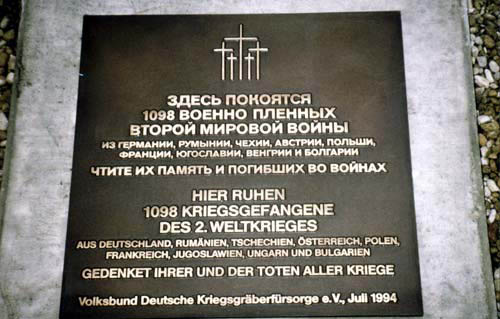 ЗДЕСЬ ПОКОЯТСЯ
1098 ВОЕННО ПЛЕННЫХ
ВТОРОЙ МИРОВОЙ ВОЙНЫ
ИЗ ГЕРМАНИИ, РУМЫНИИ, ЧЕХИИ, АВСТРИИ, ПОЛЬШИ,
ФРАНЦИИ, ЮГОСЛАВИИ, ВЕНГРИИ И БОЛГАРИИ
ЧТИТЕ ИХ ПАМЯТЬ И ПОГИБШИХ ВО ВОЙНАХ
HIER RUHEN
1098 KRIEGSGEFANGENE
DES 2. WELTKRIEGES
AUS DEUTSCHLAND, RUMÄNIEN, TSCHECHIEN, ÖSTERREICH, POLEN,
FRANKREICH, JUGOSLAWIEN, UNGARN UND BULGARIEN
GEDENKET IHRER UND DER TOTEN ALLER KRIEGE
Volksbund Deutsche Kriegsgräberfürsorge e.V., Juli 1994